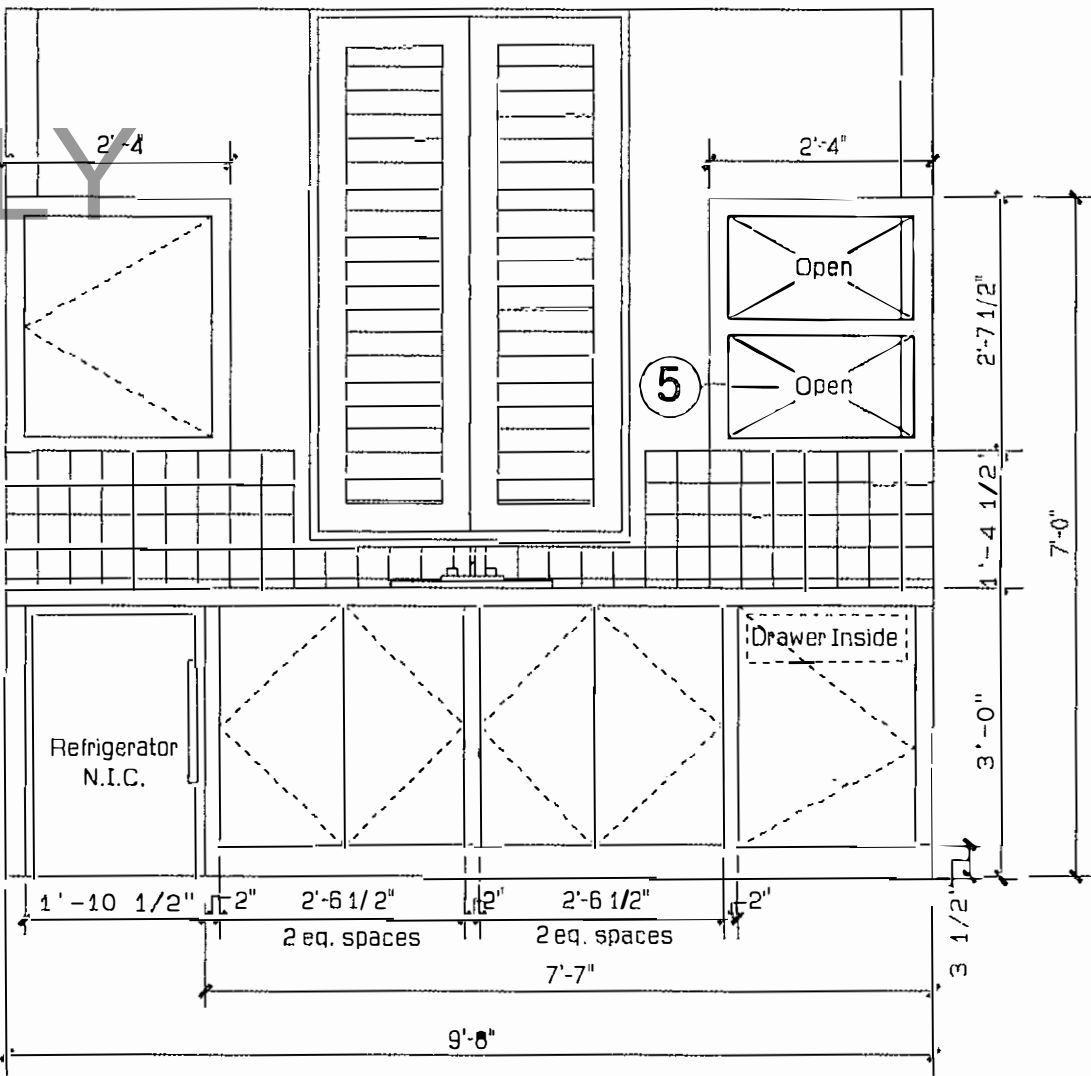 LY
2'-4
2'-4"
Open
5
Open
2'-7 1/2"
1'-4 1/2"
7'-0"
3'-0"
Drawer Inside
Refrigerator
N.I.C.
1'-10 1/2"
2"
2'-6 1/2"
2"
2'-6 1/2"
2"
2 eq. spaces
2 eq. spaces
3 1/2"
7'-7"
9'-8"